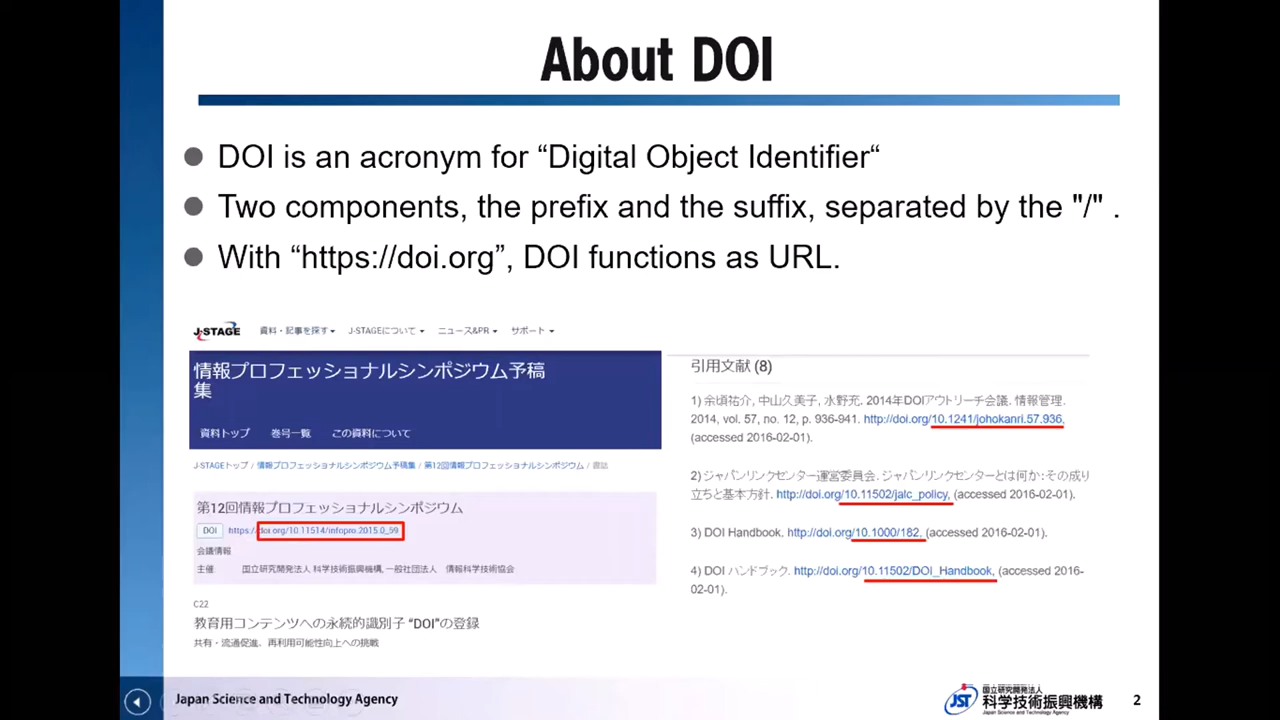 About DOI
DOI is an acronym for “Digital Object Identifier“
Two components, the prefix and the suffix, separated by the "/" .
With “https://doi.org”, DOI functions as URL.
J-STAGE 資料・記事を探す J-STAGEについて ニュース&PR サポート
情報プロフェッショナルシンポジウム予稿
集
資料トップ 巻号一覧 この資料について
J-STAGEトップ / 情報プロフェッショナルシンポジウム予稿集 / 第12回情報プロフェッショナルシンポジウム / 書誌
第12回情報プロフェッショナルシンポジウム
DOI https://doi.org/10.11514/infopro.2015.0_99
会議情報
主催: 国立研究開発法人 科学技術振興機構, 一般社団法人 情報科学技術協会
C22
教育用コンテンツへの永続的識別子 “DOI”の登録
共有・流通促進、再利用可能性向上への挑戦
引用文献 (8)
1) 余頃祐介, 中山久美子, 水野充. 2014年DOIアウトリーチ会議. 情報管理.
2014, vol. 57, no. 12, p. 936-941. http://doi.org/10.1241/johokanri.57.936,
(accessed 2016-02-01).
2) ジャパンリンクセンター運営委員会. ジャパンリンクセンターとは何か:その成り
立ちと基本方針. http://doi.org/10.11502/jalc_policy, (accessed 2016-02-01).
3) DOI Handbook. http://doi.org/10.1000/182, (accessed 2016-02-01).
4) DOI ハンドブック. http://doi.org/10.11502/DOI_Handbook, (accessed 2016-
02-01).
Japan Science and Technology Agency
JST 国立研究開発法人
科学技術振興機構
Japan Science and Technology Agency
2